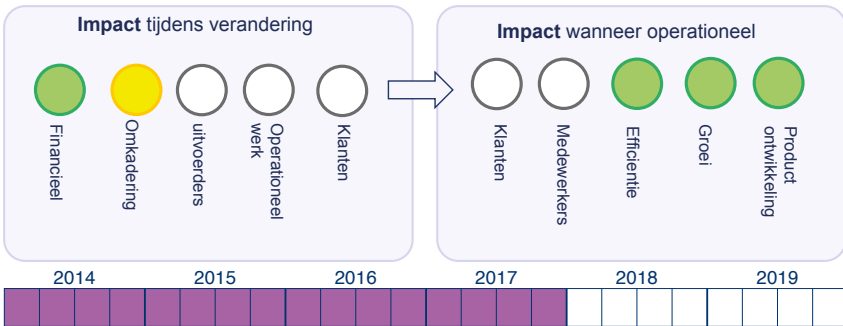 Impact tijdens verandering
Financieel
Omkadering
uitvoerders
Operationeel
werk
Klanten
Impact wanneer operationeel
Klanten
Medewerkers
Efficientie
Groei
Product
ontwikkeling
2014 2015 2016 2017 2018 2019